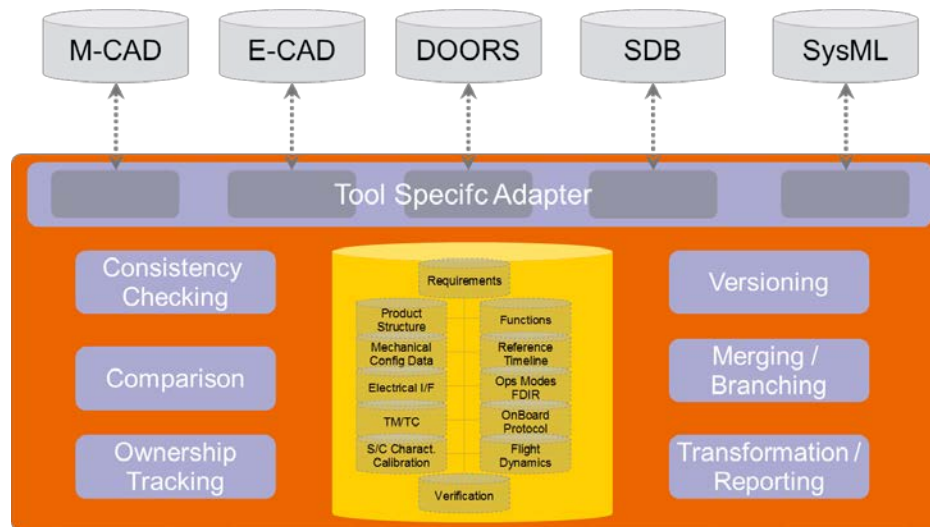 M-CAD
E-CAD
DOORS
SDB
SysML
Tool Specifc Adapter
Consistency
Checking
Comparison
Ownership
Tracking
Requirements
Product
Structure
Functions
Mechanical
Config Data
Reference
Timeline
Electrical I/F
Ops Modes
FDIR
TM/TC
OnBoard
Protocol
S/C Charact.
Calibration
Flight
Dynamics
Verification
Versioning
Merging /
Branching
Transformation /
Reporting